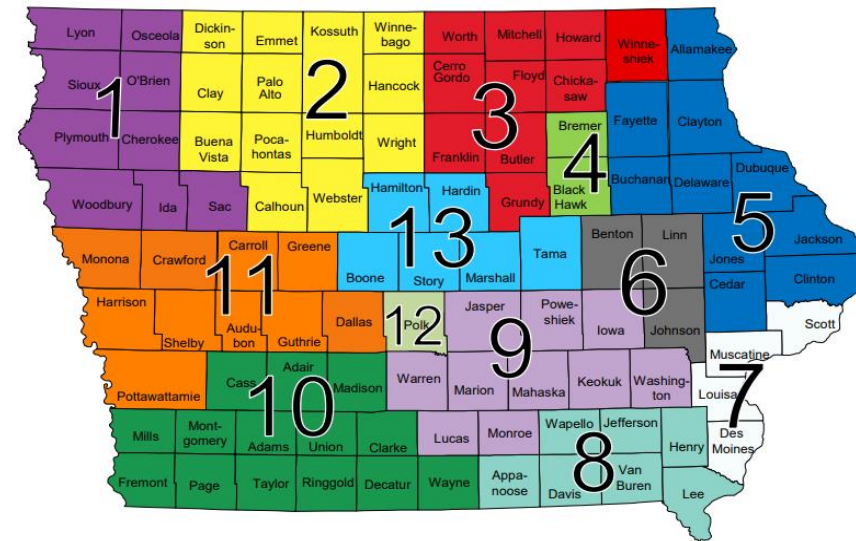 Lyon
Osceola
Dickin-
son
Emmet
Kossuth
Winne-
bago
Worth
Mitchell
Howard
Winne-
shiek
Allamakee
Sioux
O'Brien
1
Clay
Palo
Alto
2
Hancock
Cerro
Gordo
Floyd
Chicka-
saw
3
Fayette
Clayton
Plymouth
Cherokee
Buena
Vista
Poca-
hontas
Humboldt
Wright
Franklin
Butler
Bremer
4
Black
Hawk
Buchanan
Delaware
Dubuque
5
Woodbury
Ida
Sac
Calhoun
Webster
Hamilton
Hardin
Grundy
13
Monona
Crawford
Carroll
Greene
11
Boone
Story
Marshall
Tama
Benton
Linn
6
Jones
Jackson
Cedar
Clinton
Scott
Harrison
Shelby
Audu-
bon
Guthrie
Dallas
12
Polk
Jasper
Powe-
shiek
9
Iowa
Johnson
Muscatine
7
Pottawattamie
Cass
Adair
Madison
10
Warren
Marion
Mahaska
Keokuk
Washing-
ton
Louisa
Mills
Mont-
gomery
Adams
Union
Clarke
Lucas
Monroe
Wapello
Jefferson
8
Henry
Des
Moines
Fremont
Page
Taylor
Ringgold
Decatur
Wayne
Appa-
noose
Davis
Van
Buren
Lee